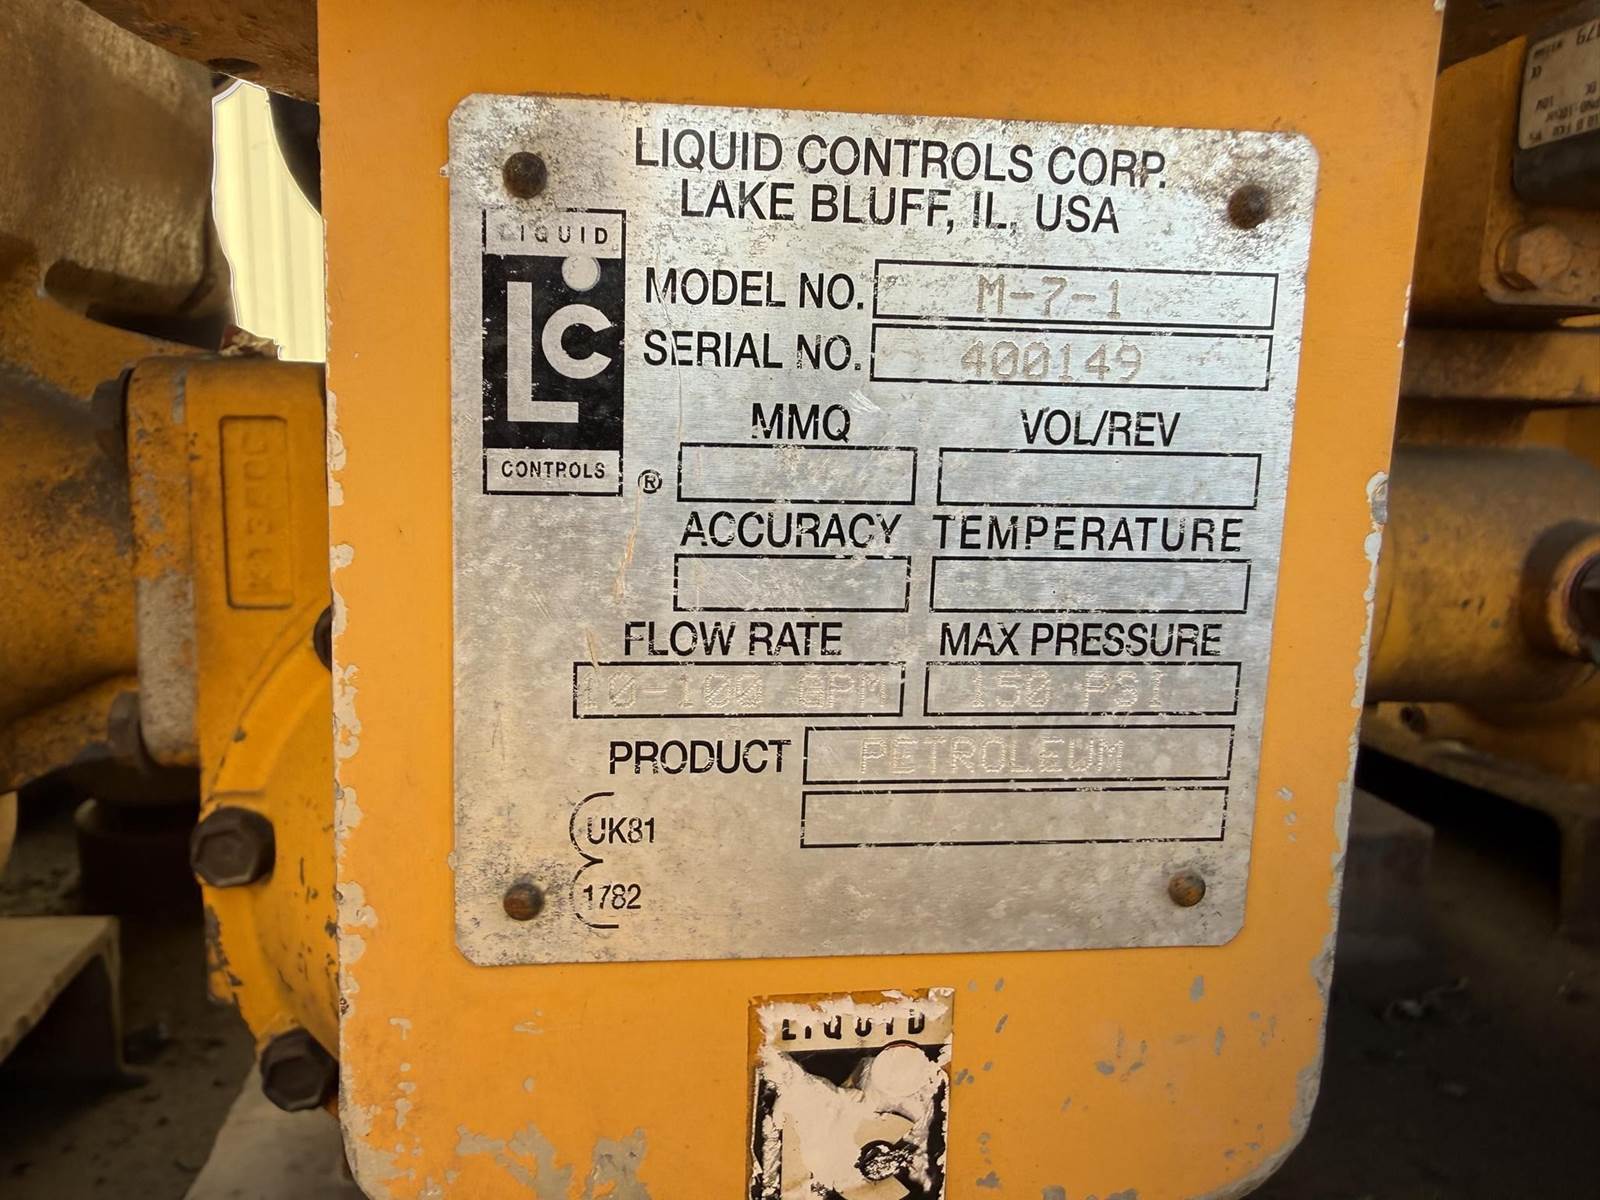 LIQUID CONTROLS CORP.
LAKE BLUFF, IL, USA
LIQUID
LC
CONTROLS
®
MODEL NO. M-7-1
SERIAL NO. 400149
MMQ VOL/REV
ACCURACY TEMPERATURE
FLOW RATE MAX PRESSURE
10-100 GPM 150 PSI
PRODUCT PETROLEUM
UK81
1782
LIQUID